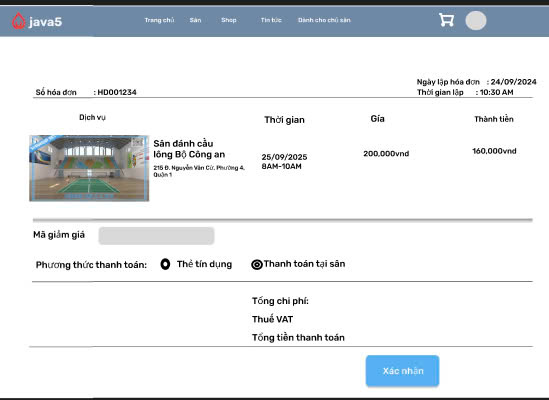 java5
Trang chủ Sân Shop Tin tức Dành cho chủ sân
Ngày lập hóa đơn : 24/09/2024
Số hóa đơn : HD001234 Thời gian lập : 10:30 AM
Dịch vụ Thời gian Gía Thành tiền
Sân đánh cầu
lông Bộ Công an
215 Đ. Nguyễn Văn Cừ, Phường 4,
Quận 1
25/09/2025
8AM-10AM
200,000vnd
160,000vnd
Mã giảm giá
Phương thức thanh toán: Thẻ tín dụng Thanh toán tại sân
Tổng chi phí:
Thuế VAT
Tổng tiền thanh toán
Xác nhận